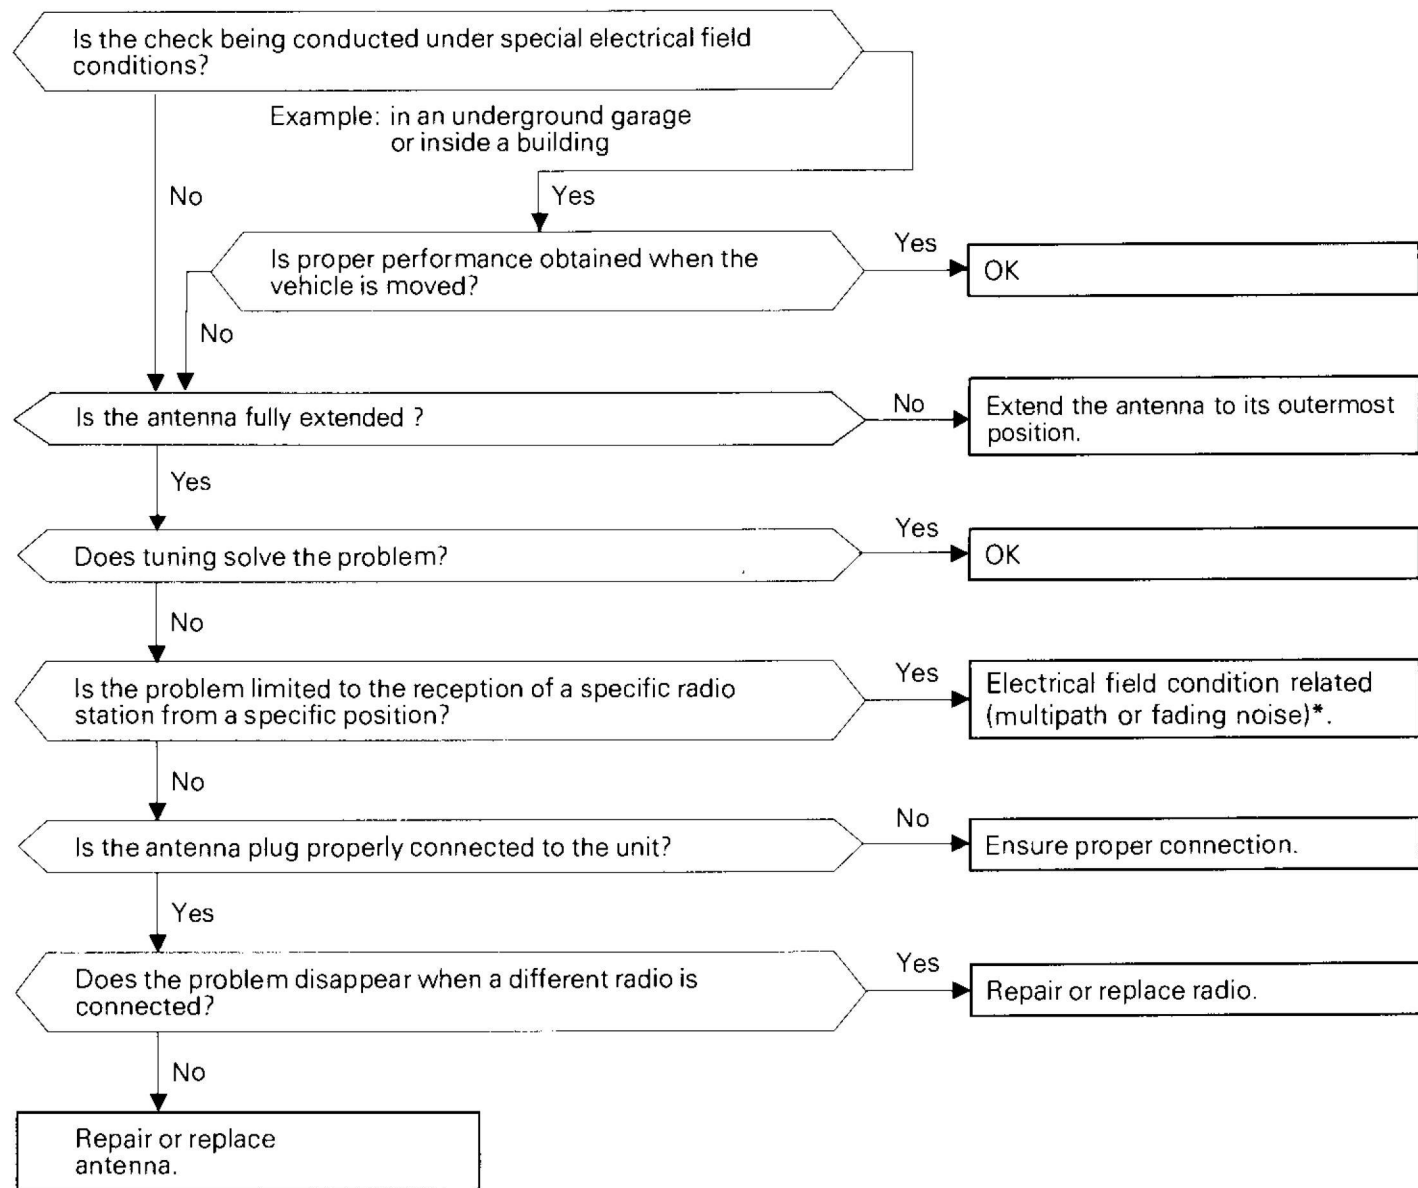 Is the check being conducted under special electrical field
conditions?
Example: in an underground garage
or inside a building
No
Yes
Is proper performance obtained when the
vehicle is moved?
Yes
OK
No
Is the antenna fully extended ?
No
Extend the antenna to its outermost
position.
Yes
Does tuning solve the problem?
Yes
OK
No
Is the problem limited to the reception of a specific radio
station from a specific position?
Yes
Electrical field condition related
(multipath or fading noise)*.
No
Is the antenna plug properly connected to the unit?
No
Ensure proper connection.
Yes
Does the problem disappear when a different radio is
connected?
Yes
Repair or replace radio.
No
Repair or replace
antenna.